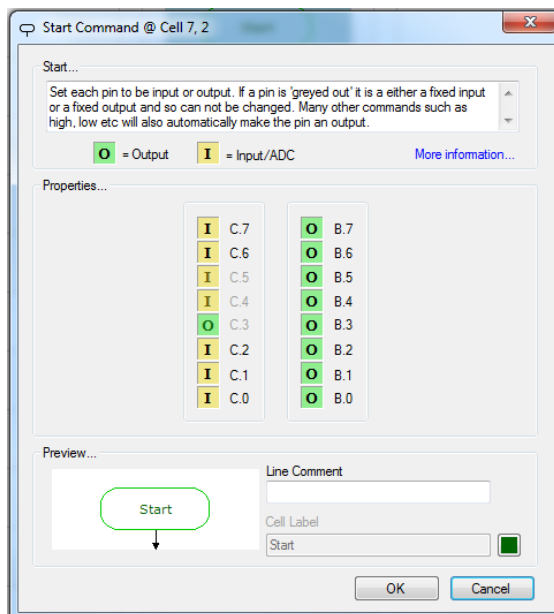 Start Command @ Cell 7, 2
x
Start...
Set each pin to be input or output. If a pin is 'greyed out' it is a either a fixed input
or a fixed output and so can not be changed. Many other commands such as
high, low etc will also automatically make the pin an output.
O = Output I = Input/ADC More information...
Properties...
I C.7 O B.7
I C.6 O B.6
I C.5 O B.5
I C.4 O B.4
O C.3 O B.3
I C.2 O B.2
I C.1 O B.1
I C.0 O B.0
Preview...
Line Comment
Start
Cell Label
Start
OK Cancel